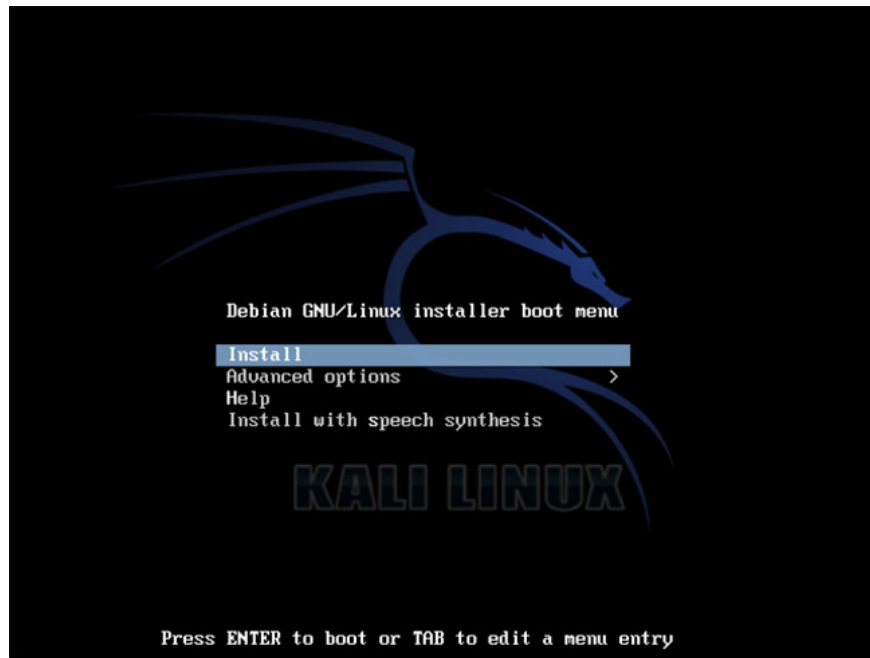 Debian GNU/Linux installer boot menu
Install
Advanced options >
Help
Install with speech synthesis
KALI LINUX
Press ENTER to boot or TAB to edit a menu entry